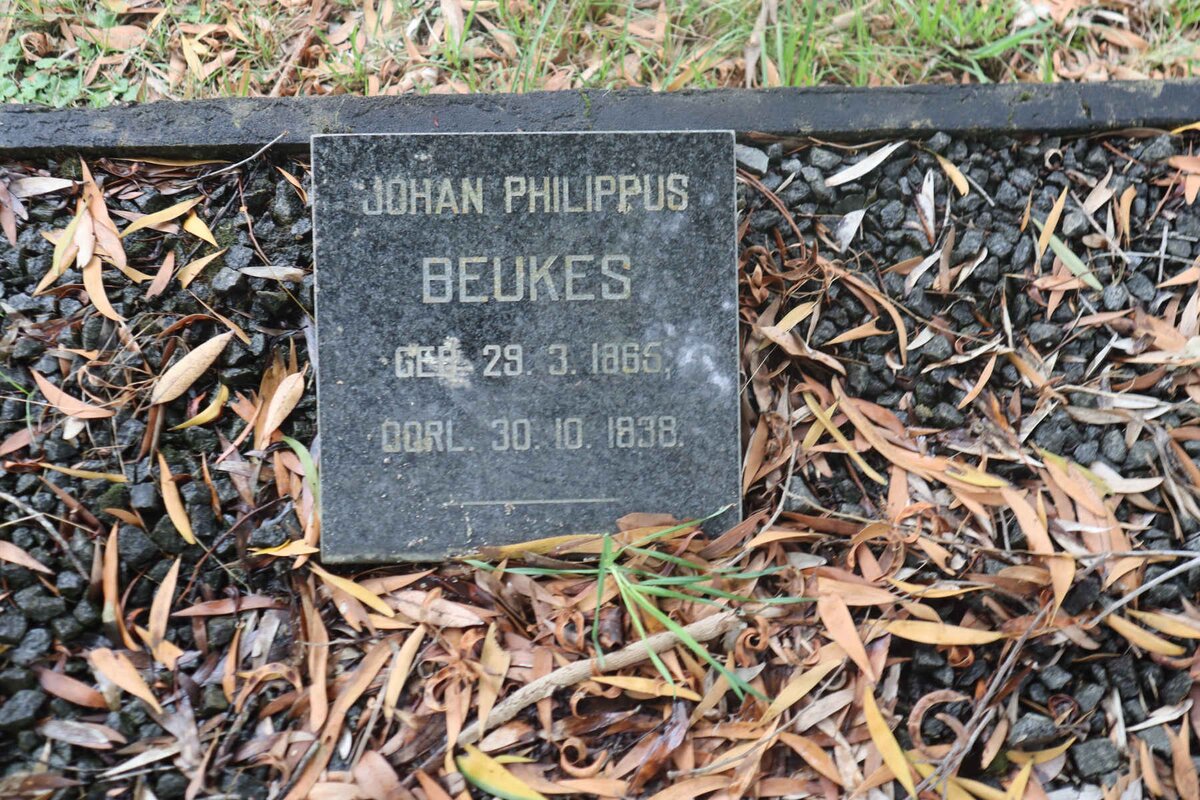 JOHAN PHILIPPUS
BEUKES
GEB. 29. 3. 1865,
OORL. 30. 10. 1938.